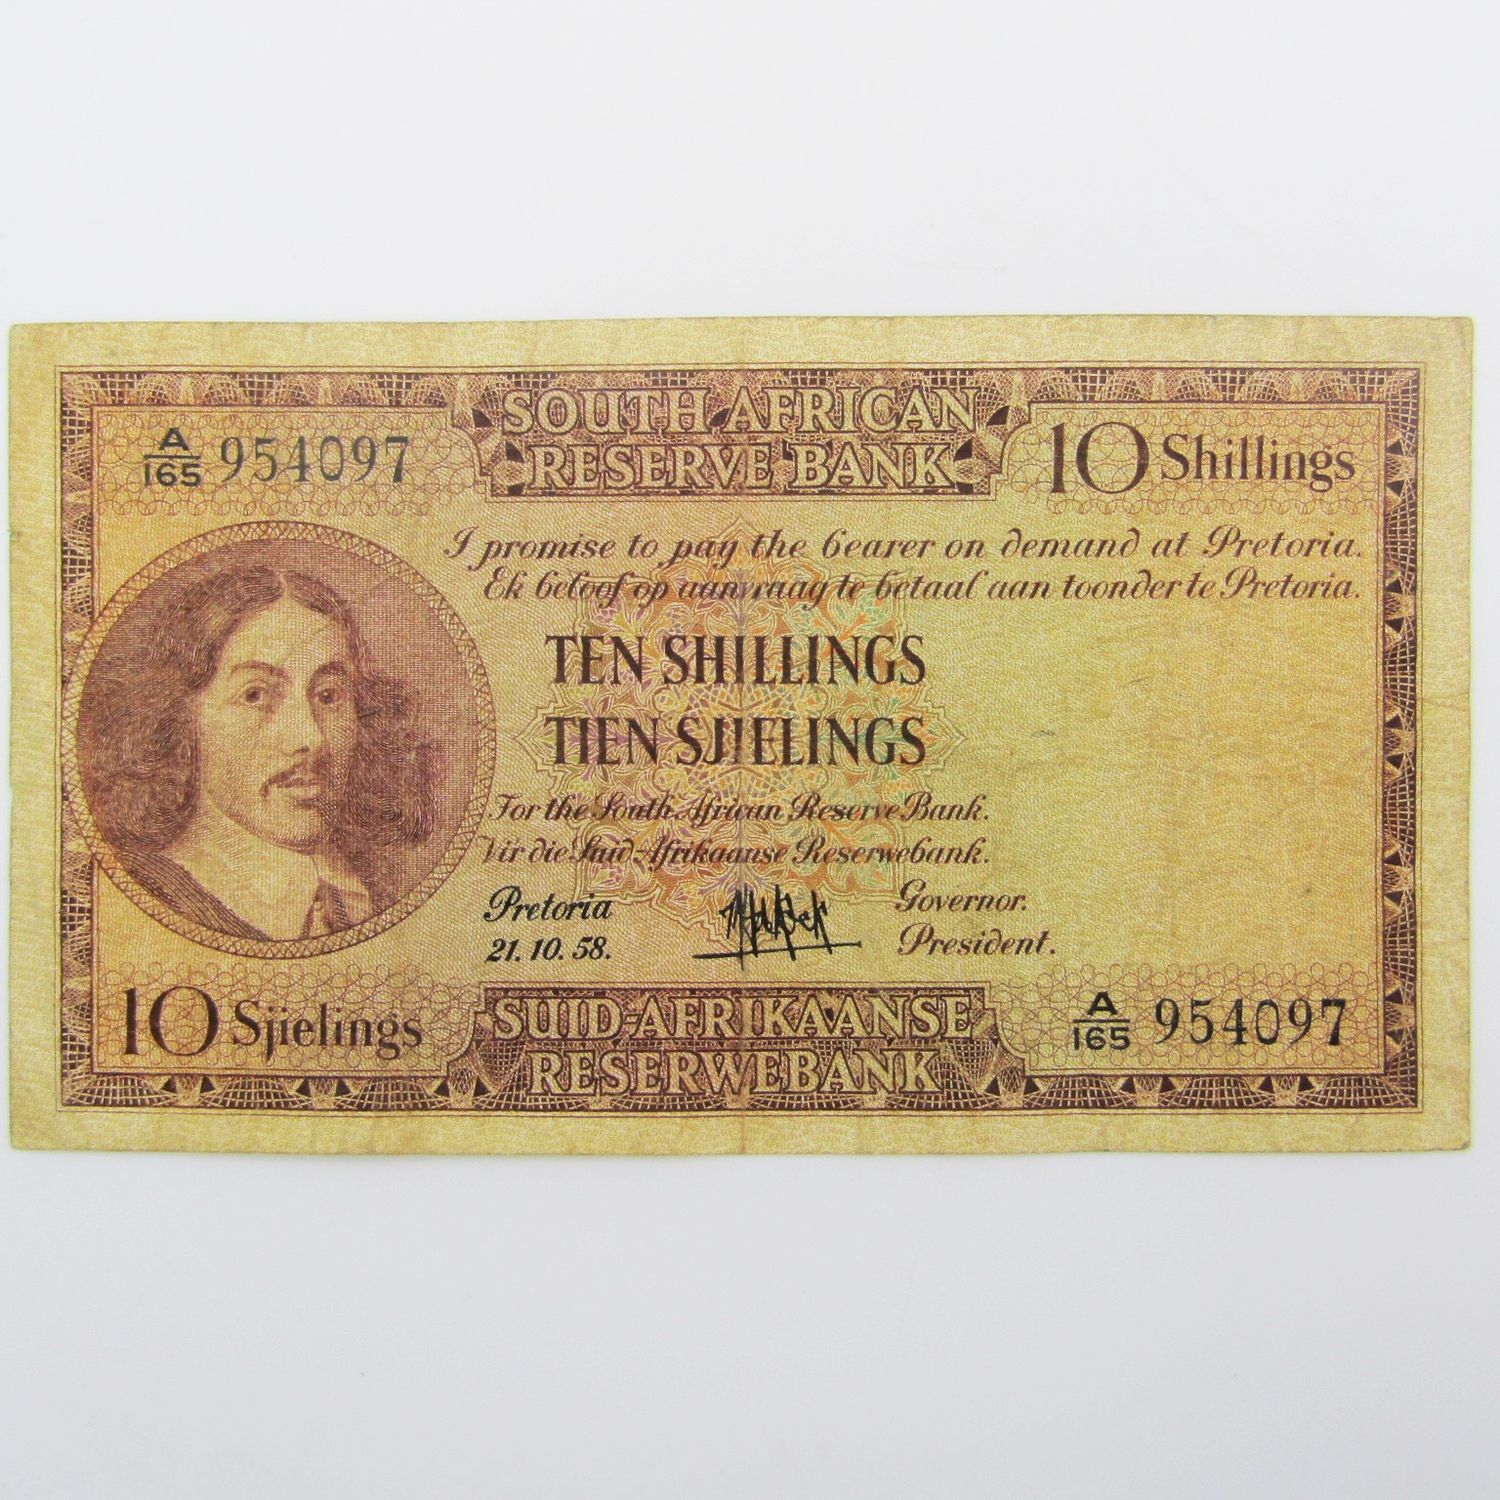 SOUTH AFRICAN
RESERVE BANK
A/165 954097
10 Shillings
I promise to pay the bearer on demand at Pretoria.
Ek beloof op aanvraag te betaal aan toonder te Pretoria.
TEN SHILLINGS
TIEN SJIELINGS
For the South African Reserve Bank.
Vir die Suid-Afrikaanse Reserwebank.
Pretoria
21.10.58.
Governor.
President.
10 Sjielings
SUID-AFRIKAANSE
RESERWEBANK
A/165 954097